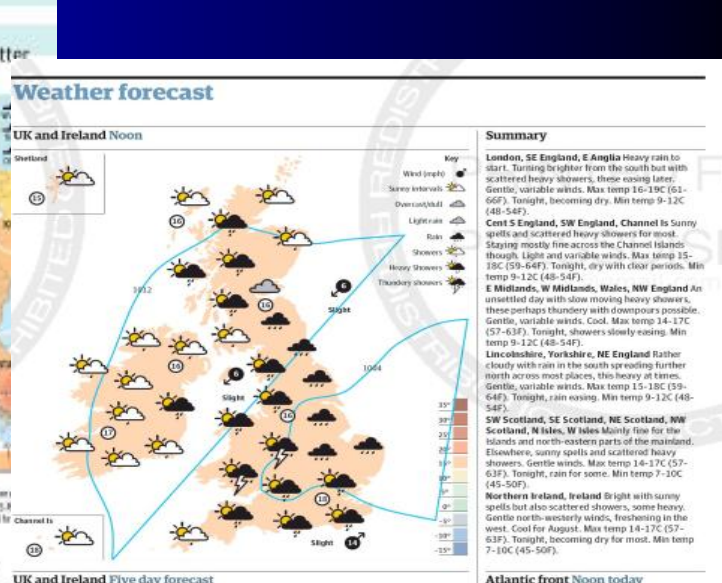 tter
Weather forecast
UK and Ireland Noon
Shetland
15
16
1012
6
Slight
16
16
6
Slight
1004
16
17
18
Slight
14
Channel Is
18
Key
Wind (mph)
Sunny intervals
Overcast/dull
Light rain
Rain
Showers
Heavy Showers
Thundery showers
35°
30°
25°
20°
15°
10°
5°
0°
-5°
-10°
-15°
Summary
London, SE England, E Anglia Heavy rain to
start. Turning brighter from the south but with
scattered heavy showers, these easing later.
Gentle, variable winds. Max temp 16-19C (61-
66F). Tonight, becoming dry. Min temp 9-12C
(48-54F).
Cent S England, SW England, Channel Is Sunny
spells and scattered heavy showers for most.
Staying mostly fine across the Channel Islands
though. Light and variable winds. Max temp 15-
18C (59-64F). Tonight, dry with clear periods. Min
temp 9-12C (48-54F).
E Midlands, W Midlands, Wales, NW England An
unsettled day with slow moving heavy showers,
these perhaps thundery with downpours possible.
Gentle, variable winds. Cool. Max temp 14-17C
(57-63F). Tonight, showers slowly easing. Min
temp 9-12C (48-54F).
Lincolnshire, Yorkshire, NE England Rather
cloudy with rain in the south spreading further
north across most places, this heavy at times.
Gentle, variable winds. Max temp 15-18C (59-
64F). Tonight, rain easing. Min temp 9-12C (48-
54F).
SW Scotland, SE Scotland, NE Scotland, NW
Scotland, N Isles, W Isles Mainly fine for the
Islands and north-eastern parts of the mainland.
Elsewhere, sunny spells and scattered heavy
showers. Gentle winds. Max temp 14-17C (57-
63F). Tonight, rain for some. Min temp 7-10C
(45-50F).
Northern Ireland, Ireland Bright with sunny
spells but also scattered showers, some heavy.
Gentle north-westerly winds, freshening in the
west. Cool for August. Max temp 14-17C (57-
63F). Tonight, becoming dry for most. Min temp
7-10C (45-50F).
UK and Ireland Five day forecast
Atlantic front Noon today